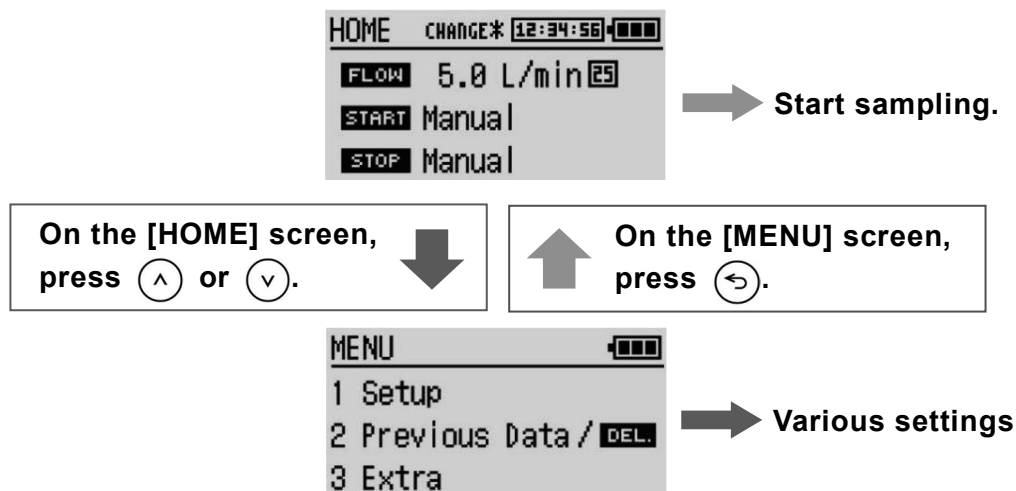 HOME CHANGE* 12:34:56
FLOW 5.0 L/min 25
START Manual
STOP Manual
Start sampling.
On the [HOME] screen,
press or .
On the [MENU] screen,
press .
MENU
1 Setup
2 Previous Data/DEL.
3 Extra
Various settings